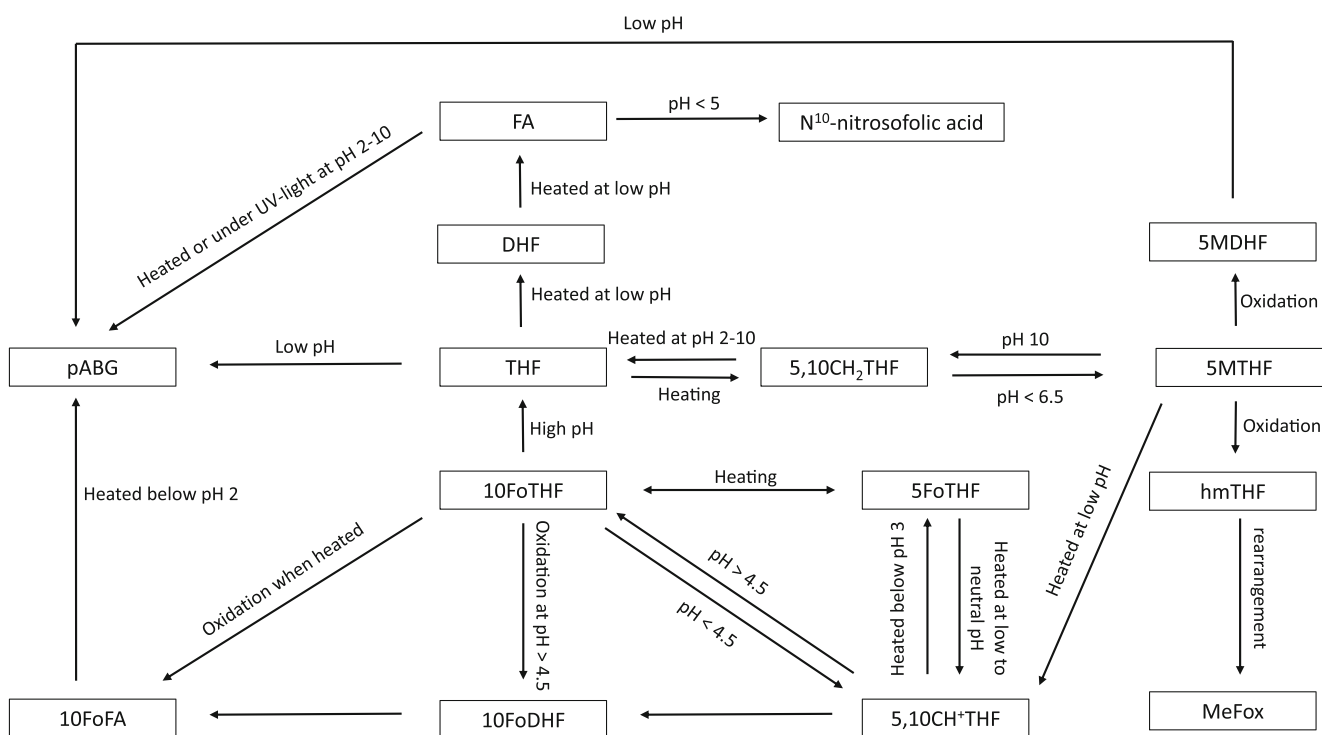 Low pH
FA
pH < 5
N¹⁰-nitrosofolic acid
Heated or under UV-light at pH 2-10
Heated at low pH
DHF
5MDHF
Heated at low pH
Oxidation
pABG
Low pH
THF
Heated at pH 2-10
Heating
5,10CH₂THF
pH 10
pH < 6.5
5MTHF
High pH
Oxidation
Heated below pH 2
10FoTHF
Heating
5FoTHF
hmTHF
Oxidation when heated
Oxidation at pH > 4.5
pH > 4.5
pH < 4.5
Heated below pH 3
Heated at low to
neutral pH
Heated at low pH
rearrangement
10FoFA
10FoDHF
5,10CH⁺THF
MeFox